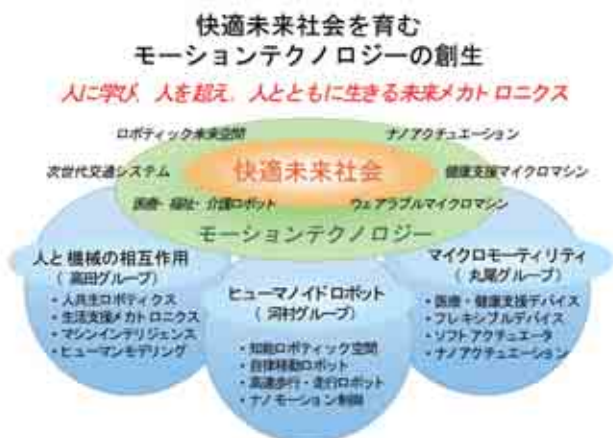 快適未来社会を育む
モーションテクノロジーの創生
人に学び、人を超え、人とともに生きる未来メカトロニクス
ロボティック未来空間
ナノアクチュエーション
次世代交通システム
快適未来社会
健康支援マイクロマシン
医療・福祉・介護ロボット
ウェアラブルマイクロマシン
モーションテクノロジー
人と機械の相互作用
(高田グループ)
・人共生ロボティクス
・生活支援メカトロニクス
・マシンインテリジェンス
・ヒューマンモデリング
ヒューマノイドロボット
(河村グループ)
・知能ロボティック空間
・自律移動ロボット
・高速歩行・走行ロボット
・ナノモーション制御
マイクロモーティリティ
(丸尾グループ)
・医療・健康支援デバイス
・フレキシブルデバイス
・ソフトアクチュエータ
・ナノアクチュエーション